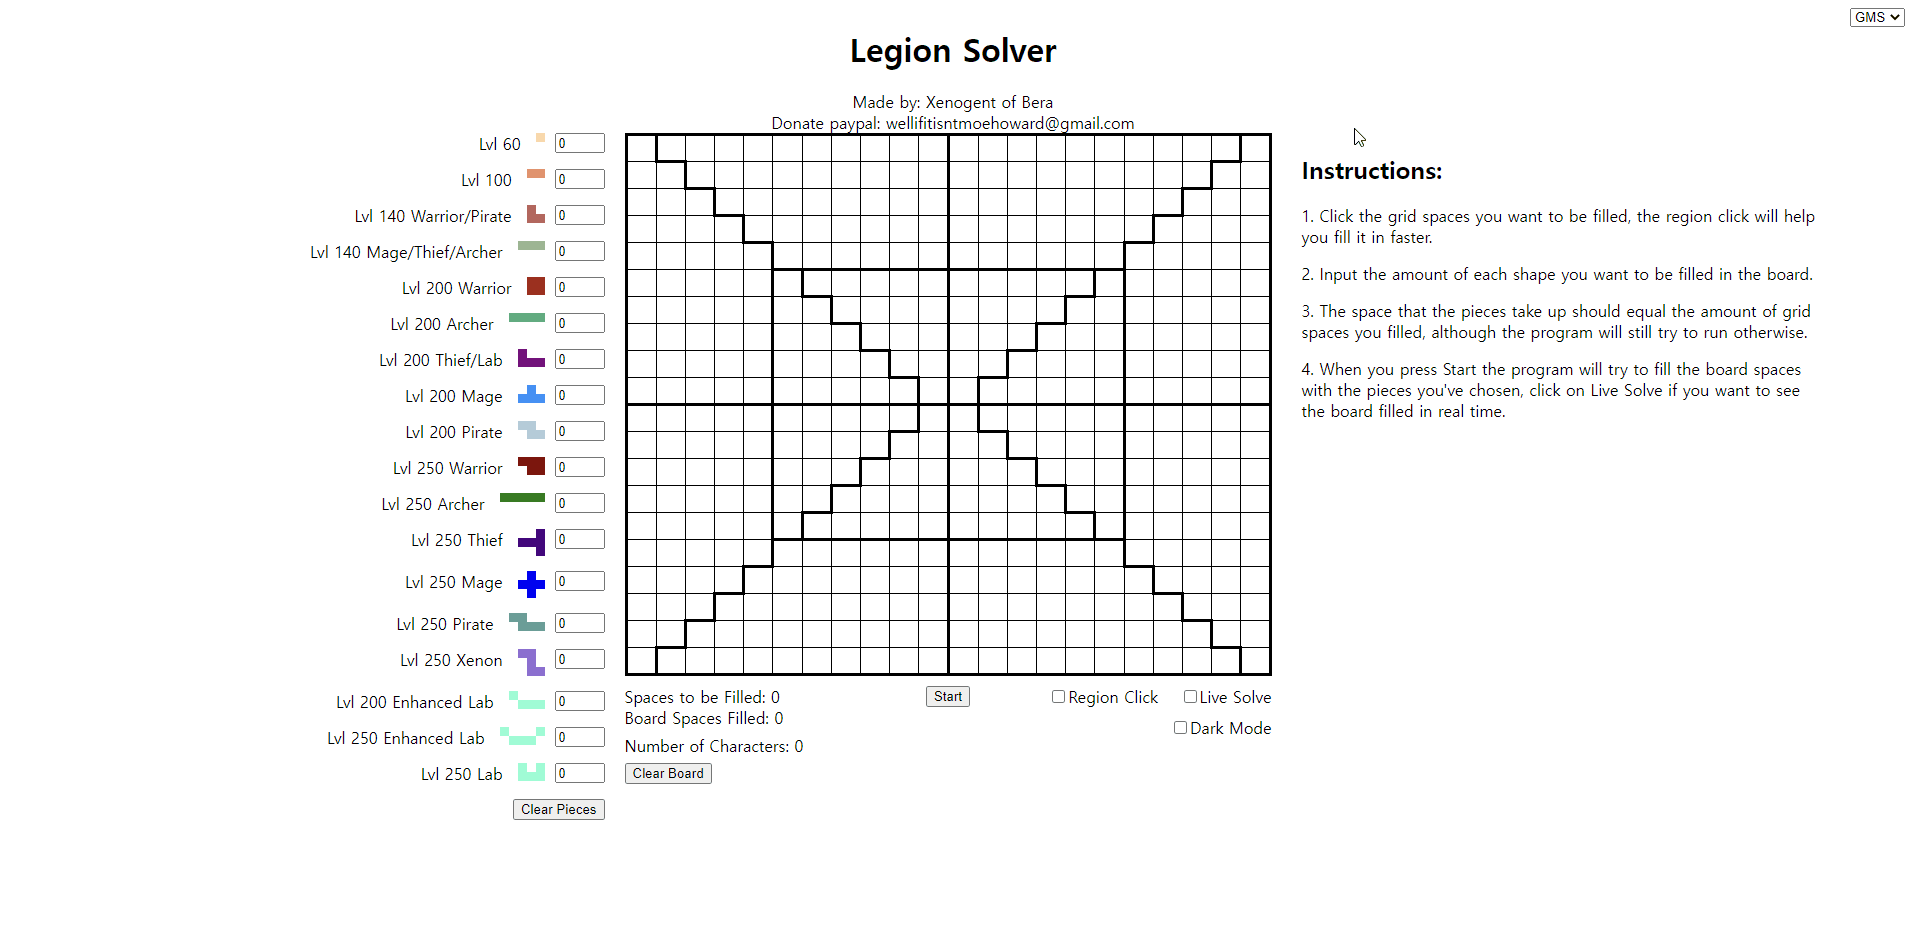 GMS
Legion Solver
Made by: Xenogent of Bera
Donate paypal: wellifitisntmoehoward@gmail.com
Lvl 60 0
Lvl 100 0
Lvl 140 Warrior/Pirate 0
Lvl 140 Mage/Thief/Archer 0
Lvl 200 Warrior 0
Lvl 200 Archer 0
Lvl 200 Thief/Lab 0
Lvl 200 Mage 0
Lvl 200 Pirate 0
Lvl 250 Warrior 0
Lvl 250 Archer 0
Lvl 250 Thief 0
Lvl 250 Mage 0
Lvl 250 Pirate 0
Lvl 250 Xenon 0
Lvl 200 Enhanced Lab 0
Lvl 250 Enhanced Lab 0
Lvl 250 Lab 0
Clear Pieces
Spaces to be Filled: 0
Board Spaces Filled: 0
Number of Characters: 0
Clear Board
Start
Region Click
Live Solve
Dark Mode
Instructions:
1. Click the grid spaces you want to be filled, the region click will help
you fill it in faster.
2. Input the amount of each shape you want to be filled in the board.
3. The space that the pieces take up should equal the amount of grid
spaces you filled, although the program will still try to run otherwise.
4. When you press Start the program will try to fill the board spaces
with the pieces you've chosen, click on Live Solve if you want to see
the board filled in real time.